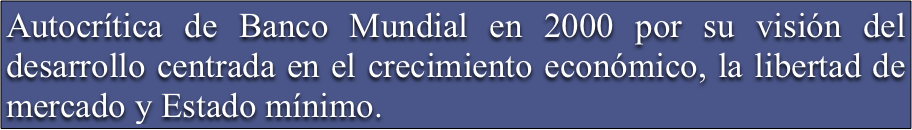 Autocrítica de Banco Mundial en 2000 por su visión del
desarrollo centrada en el crecimiento económico, la libertad de
mercado y Estado mínimo.